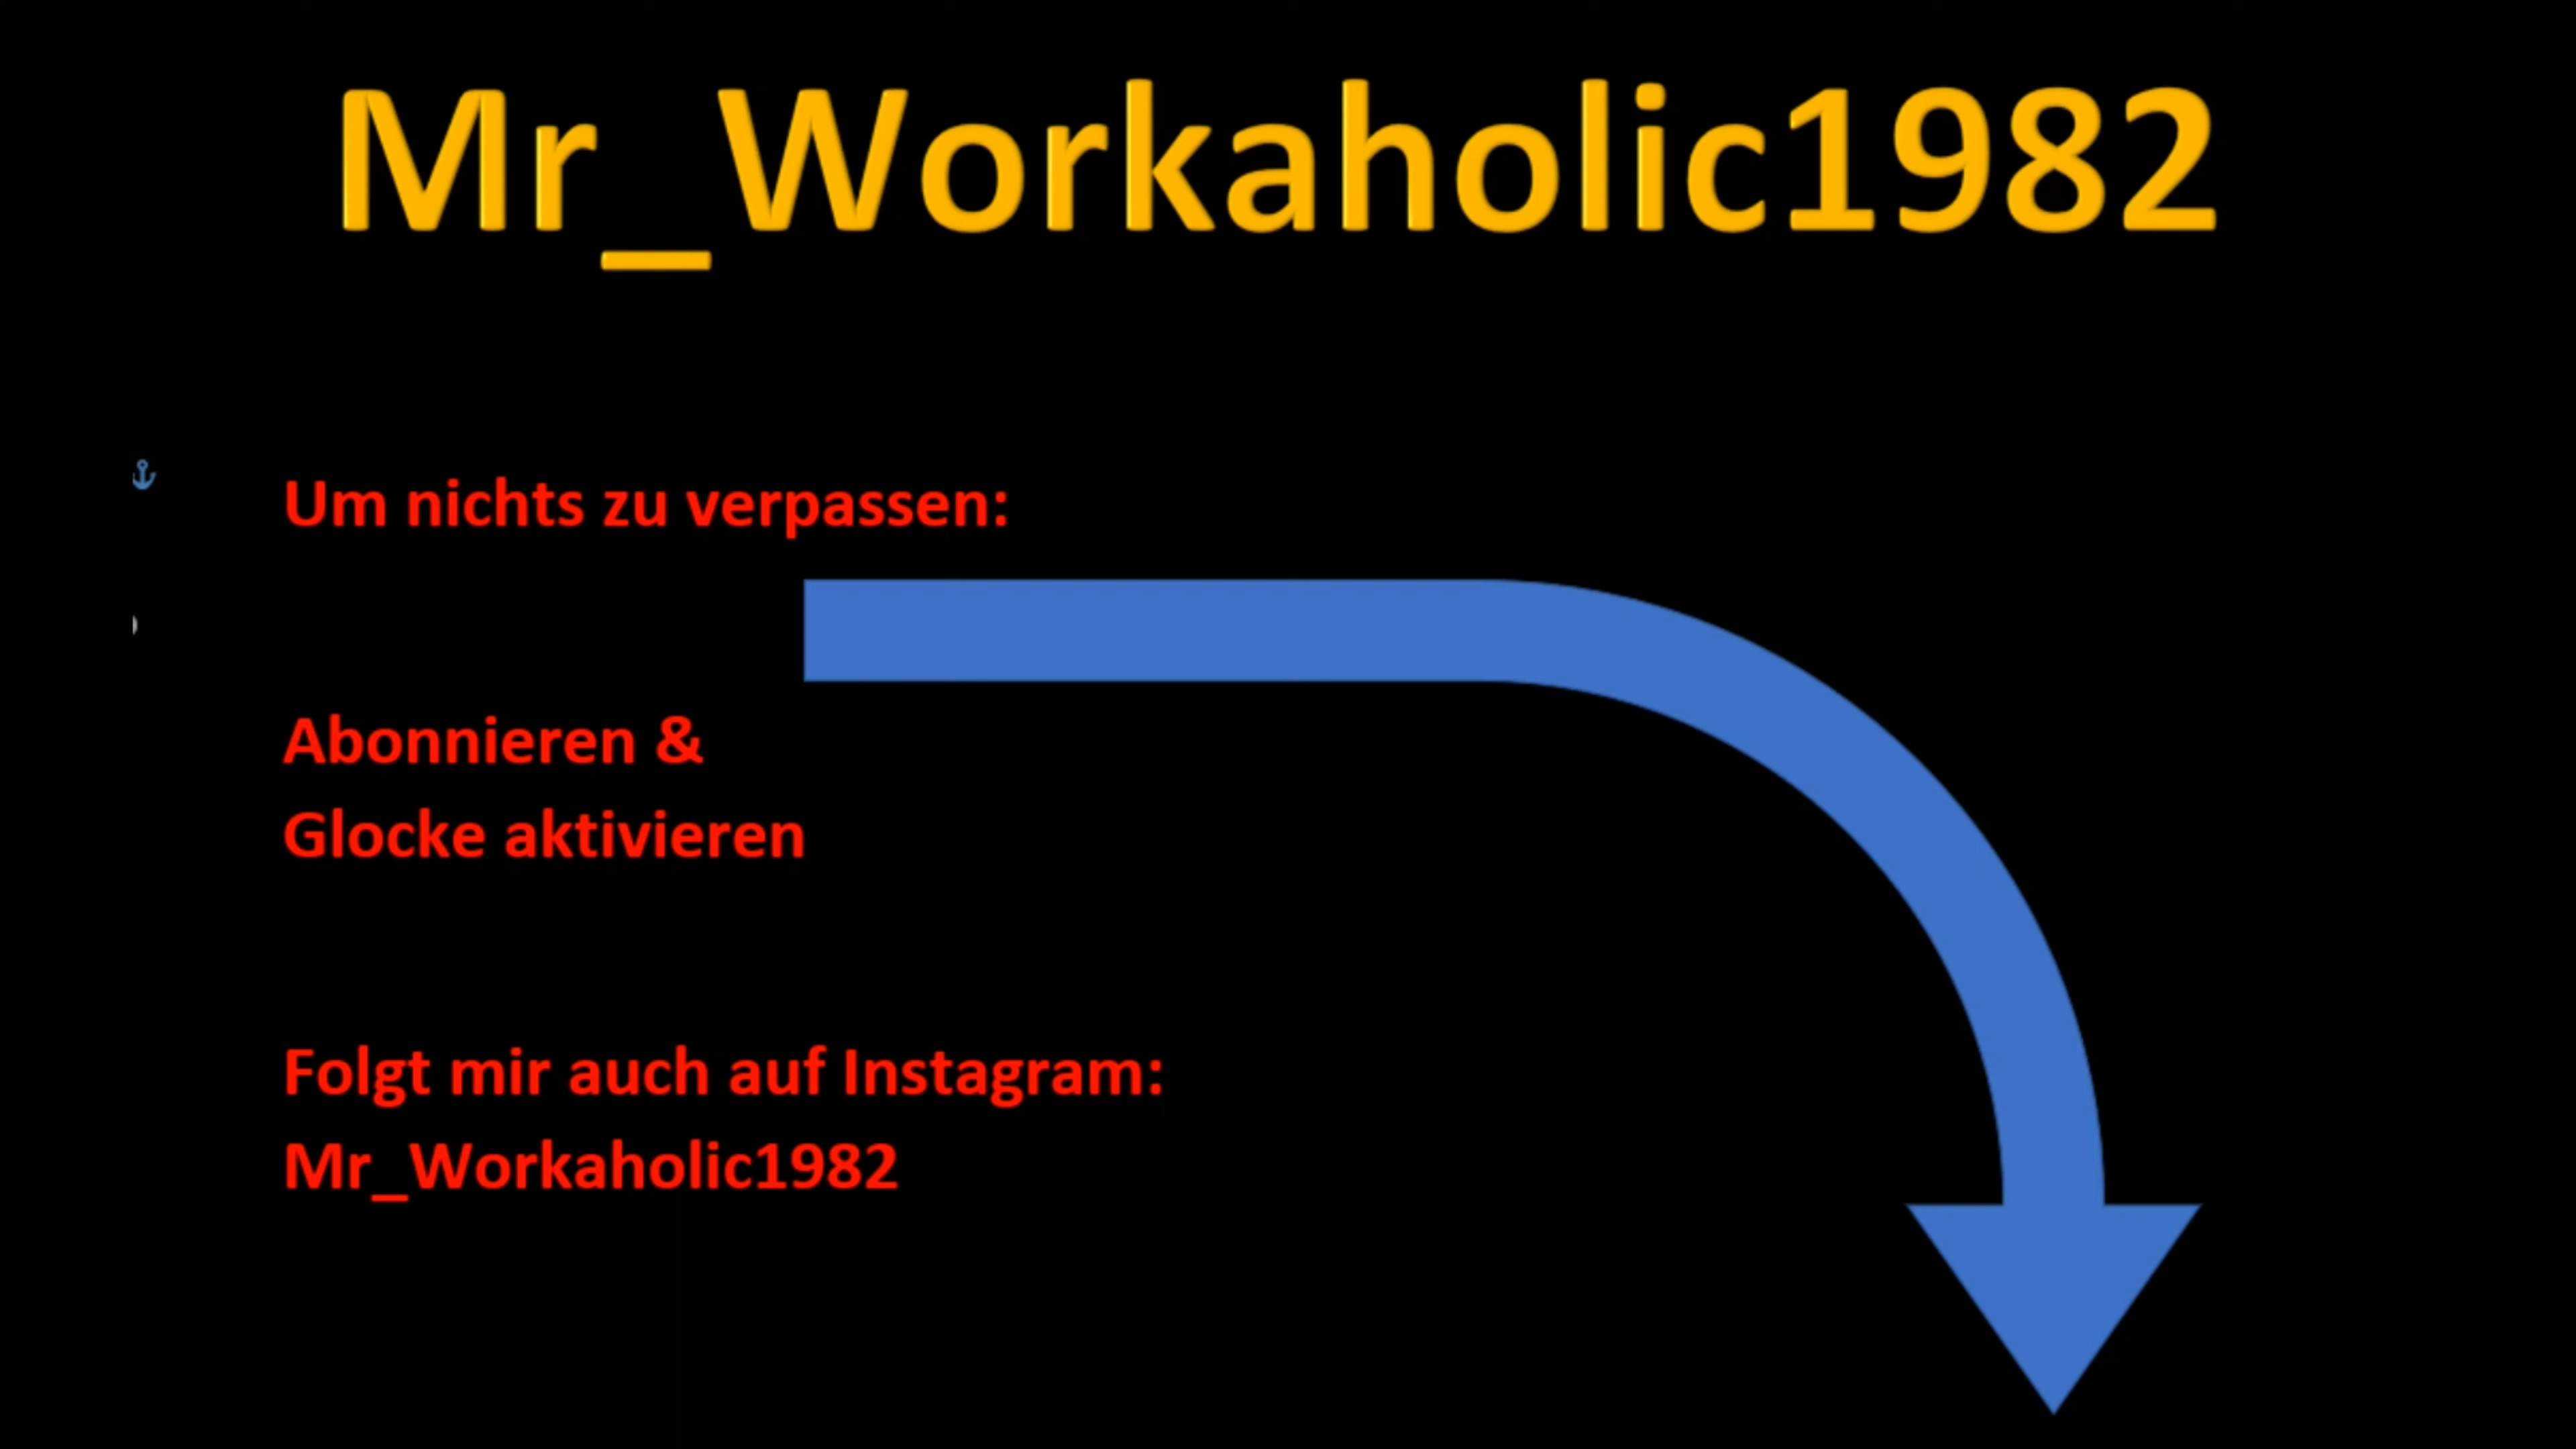 Mr_Workaholic1982
Um nichts zu verpassen:
Abonnieren &
Glocke aktivieren
Folgt mir auch auf Instagram:
Mr_Workaholic1982